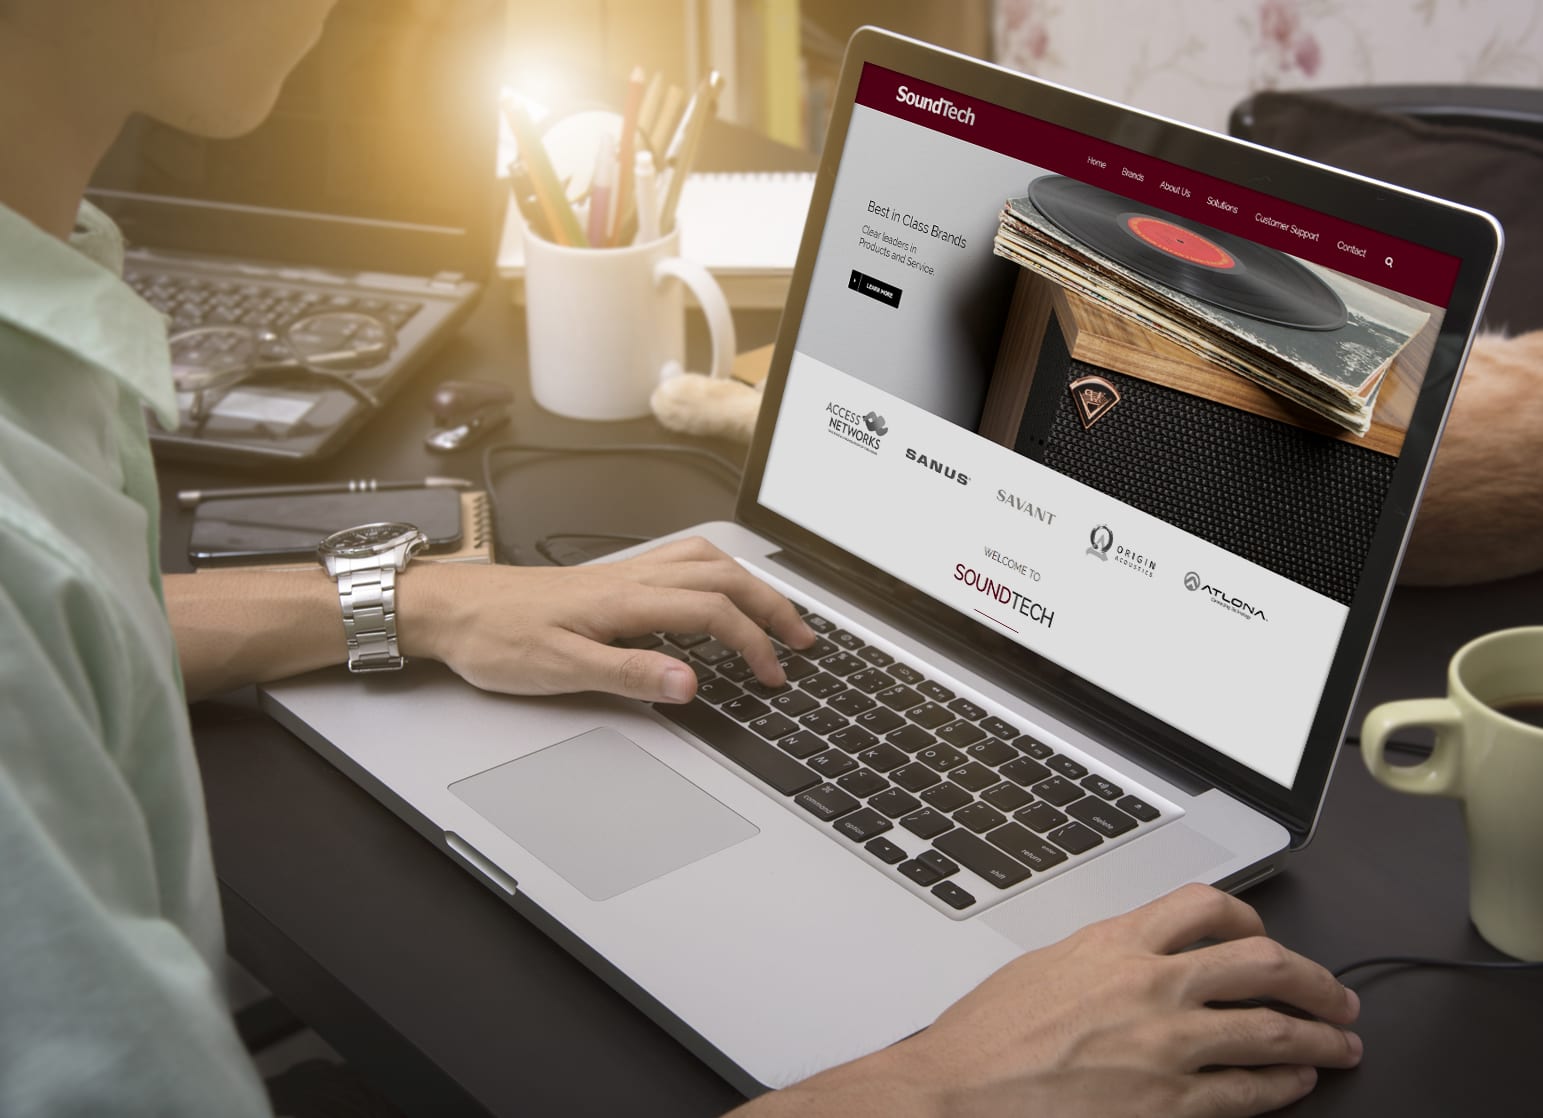 SoundTech
Home Brands About Us Solutions Customer Support Contact
Best in Class Brands
Clear leaders in
Products and Service.
LEARN MORE
ACCESS
NETWORKS
SANUS
SAVANT
ORIGIN
ACOUSTICS
ATLONA
WELCOME TO
SOUNDTECH
command
option
delete
enter
return
shift